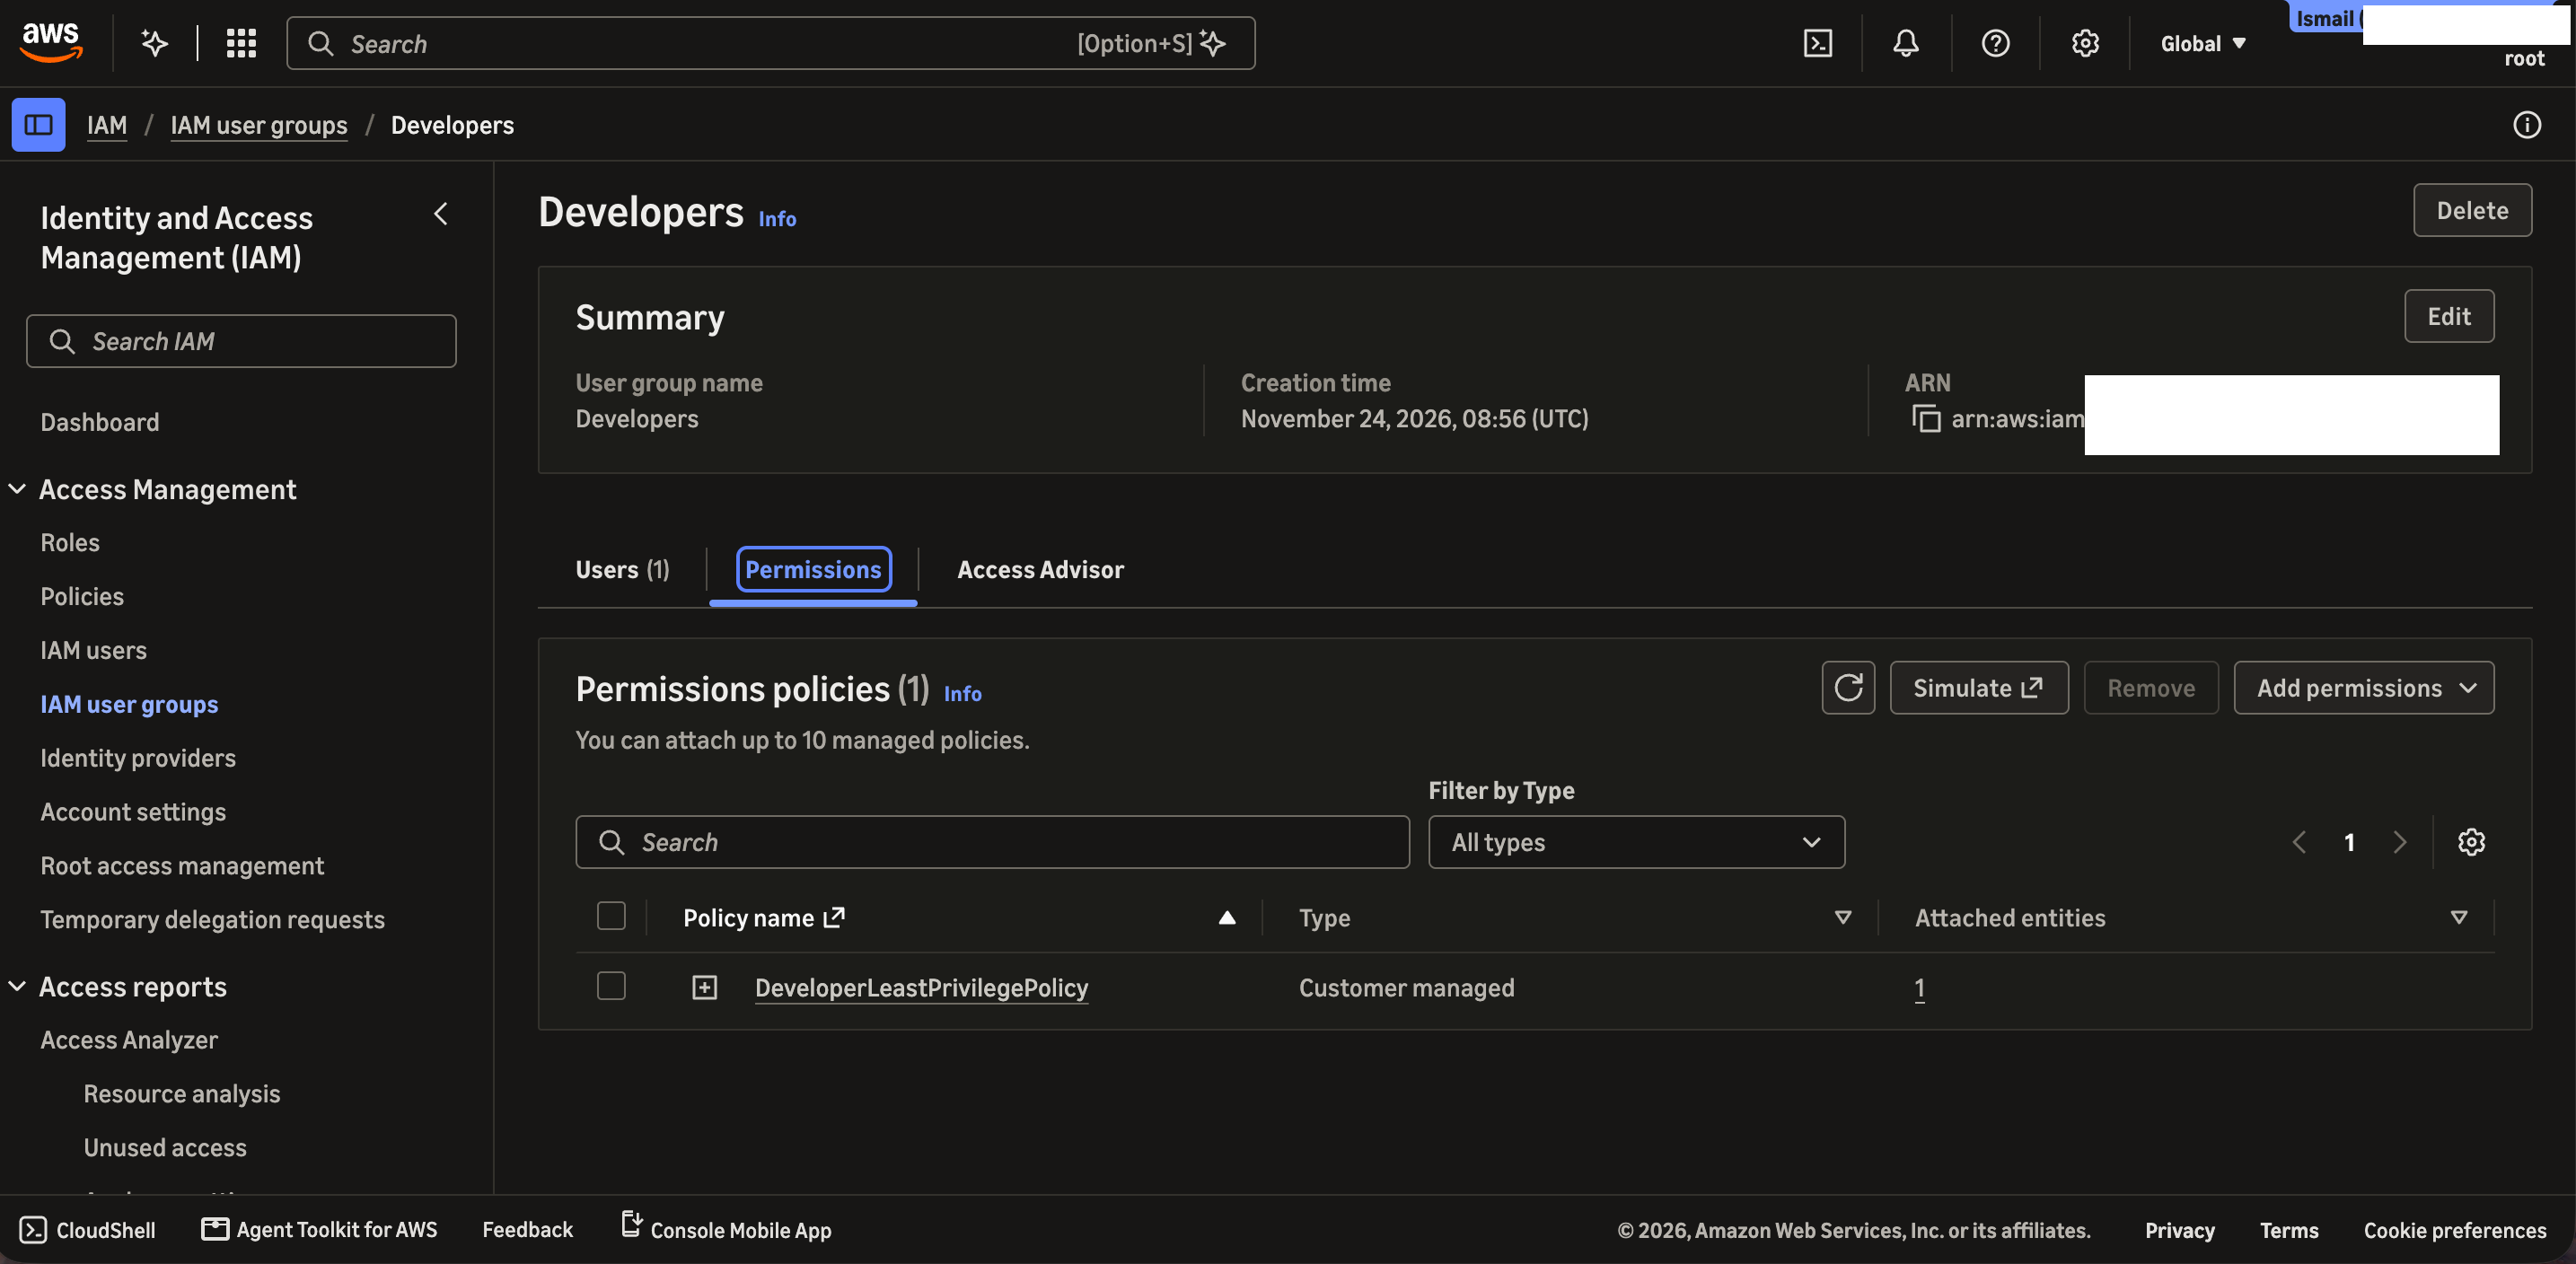 aws
Search
[Option+S]
Global
Ismail (
root
IAM / IAM user groups / Developers
Identity and Access
Management (IAM)
Search IAM
Dashboard
Access Management
Roles
Policies
IAM users
IAM user groups
Identity providers
Account settings
Root access management
Temporary delegation requests
Access reports
Access Analyzer
Resource analysis
Unused access
Developers Info
Delete
Summary
Edit
User group name
Developers
Creation time
November 24, 2026, 08:56 (UTC)
ARN
arn:aws:iam
Users (1)
Permissions
Access Advisor
Permissions policies (1) Info
Simulate
Remove
Add permissions
You can attach up to 10 managed policies.
Filter by Type
Search
All types
1
Policy name
Type
Attached entities
DeveloperLeastPrivilegePolicy
Customer managed
1
CloudShell
Agent Toolkit for AWS
Feedback
Console Mobile App
© 2026, Amazon Web Services, Inc. or its affiliates.
Privacy
Terms
Cookie preferences